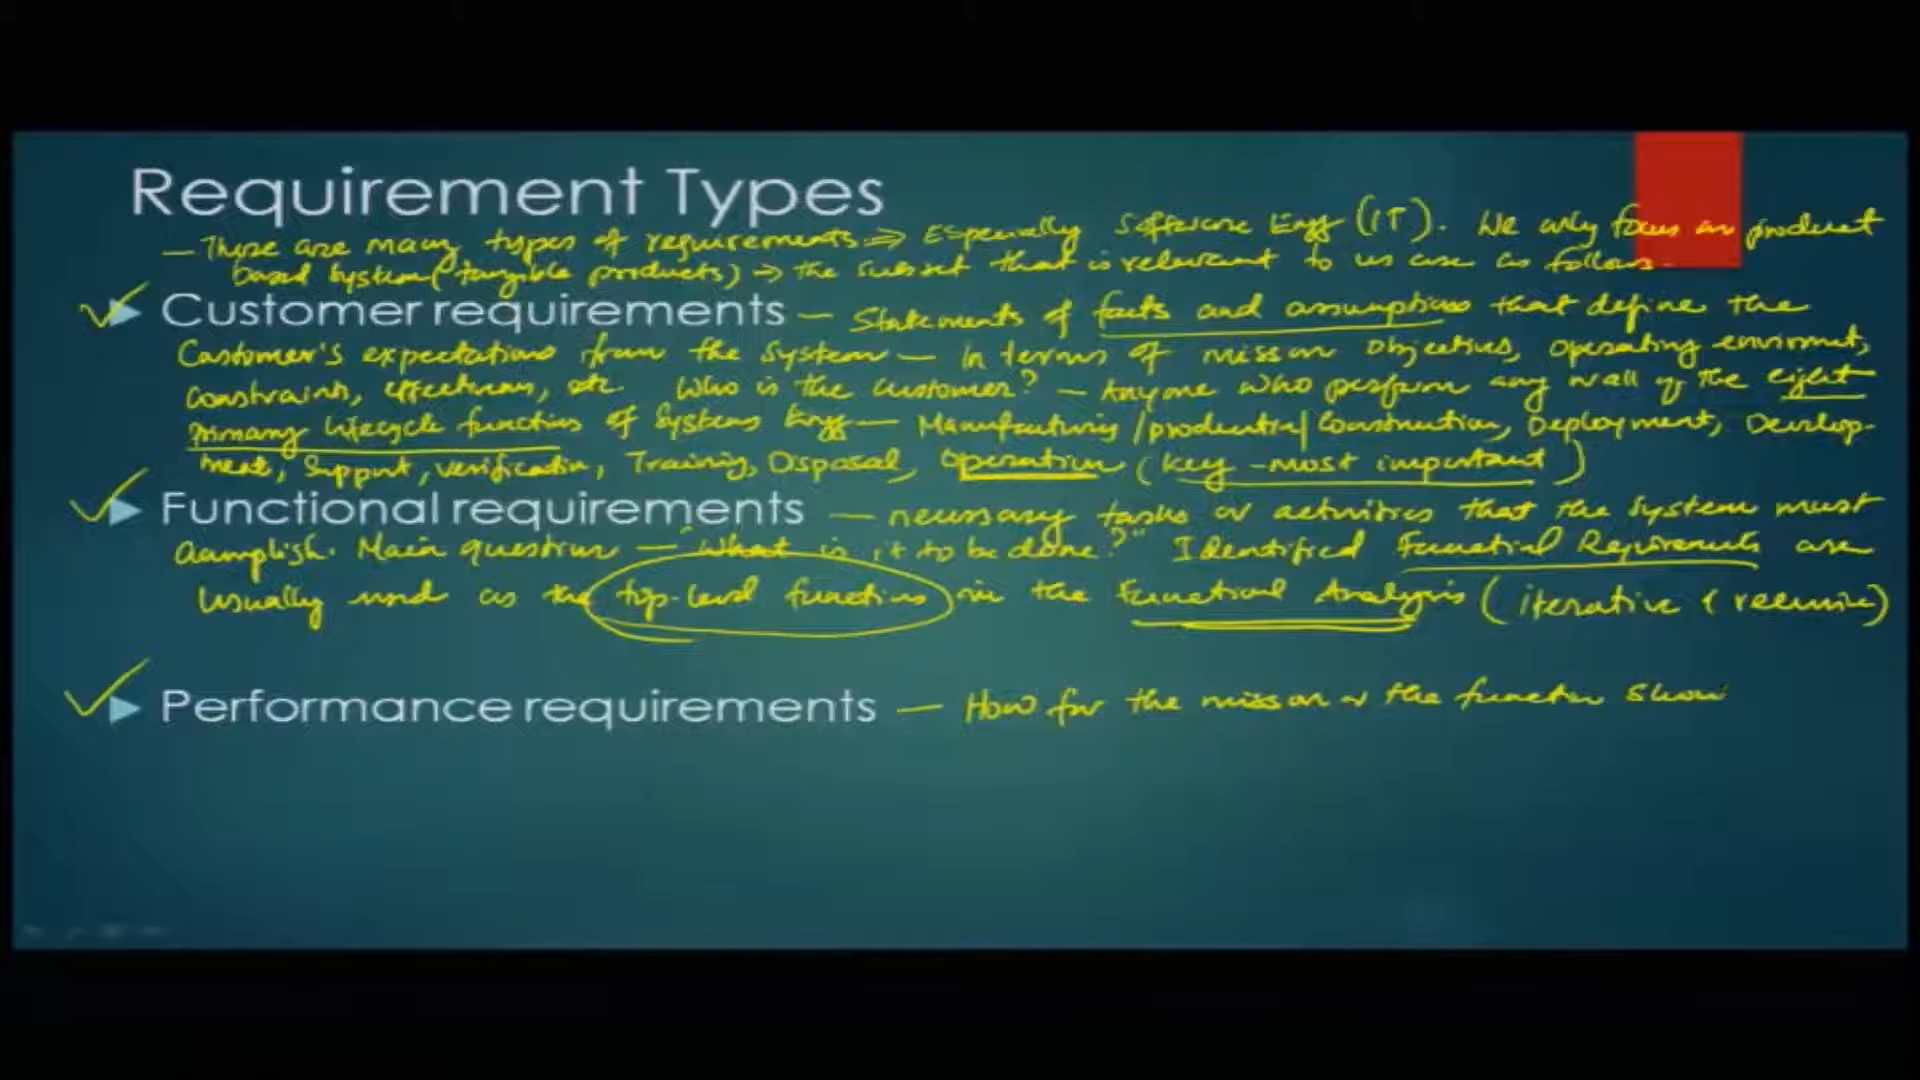 Requirement Types
— There are many types of requirements ⇒ Especially Software Engg (IT). We only focus on product
based system (tangible products) → the subset that is relevant to us are as follows.
Customer requirements — Statements of facts and assumptions that define the
Customer's expectations from the system — in terms of mission objectives, operating environment,
constraints, effectiveness, etc. Who is the customer? — Anyone who perform any or all of the eight
primary lifecycle functions of Systems Engg — Manufacturing / production / Construction, Deployment, Develop-
ment, Support, verification, Training, Disposal, Operation (Key - most important)
Functional requirements — necessary tasks or activities that the system must
accomplish. Main question — "What is it to be done?" Identified Functional Requirements are
usually used as the top-level functions in the Functional Analysis (iterative & recursive)
Performance requirements — How far the mission or the function shou